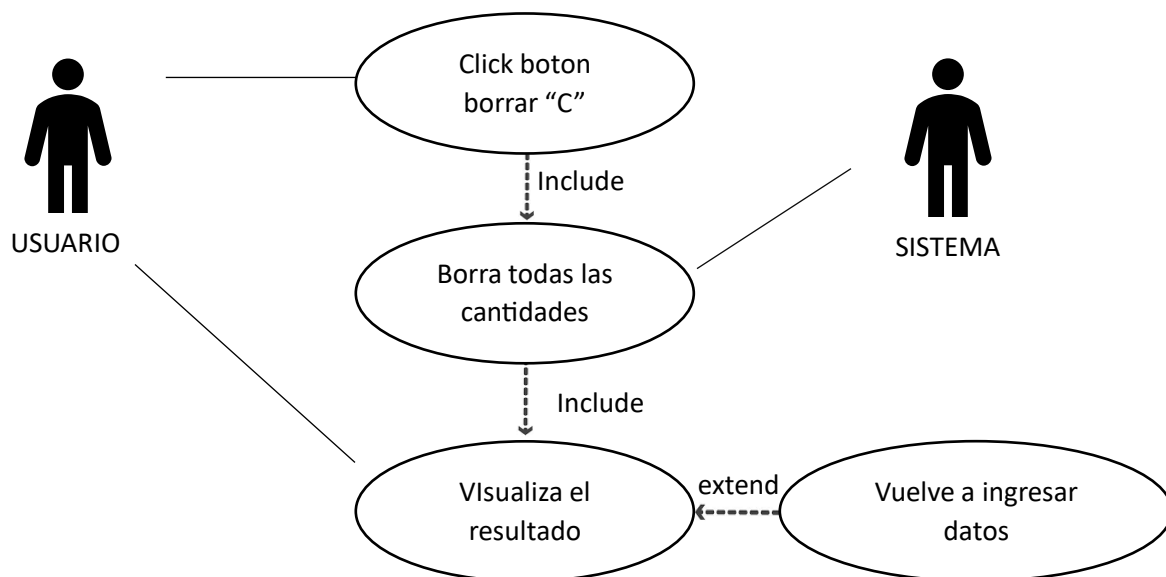 Click boton
borrar “C”
Include
USUARIO
SISTEMA
Borra todas las
cantidades
Include
VIsualiza el
resultado
extend
Vuelve a ingresar
datos